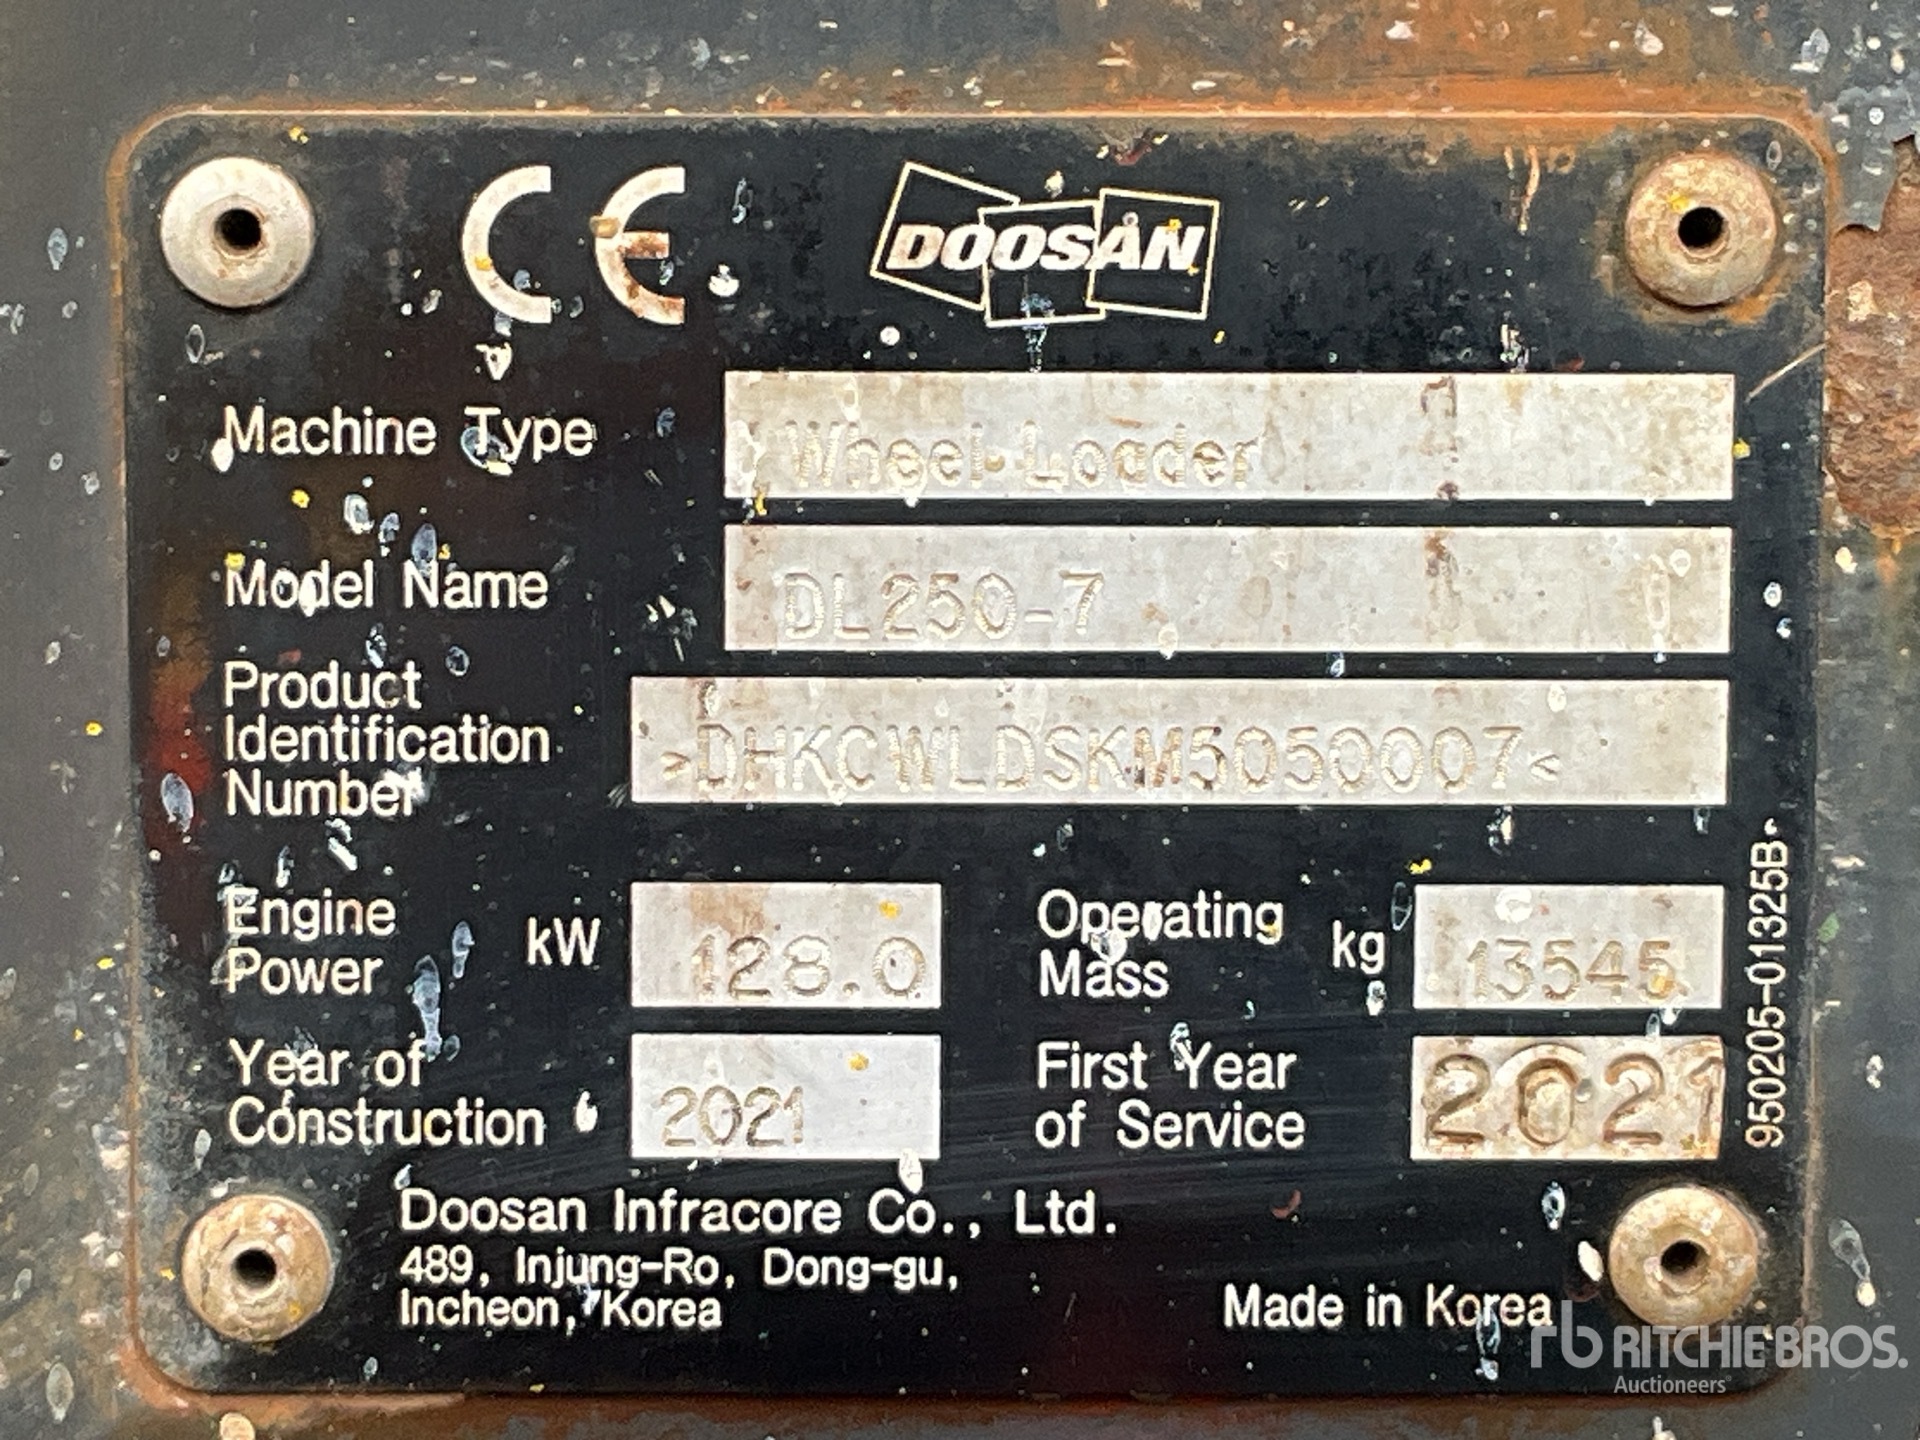 CE DOOSAN
Machine Type Wheel-Loader
Model Name DL250-7
Product
Identification
Number >DHKCWLDSKM5050007<
Engine
Power kW 128.0 Operating
Mass kg 13545
Year of
Construction 2021 First Year
of Service 2021
950205-01325B
Doosan Infracore Co., Ltd.
489, Injung-Ro, Dong-gu,
Incheon, Korea
Made in Korea
rb RITCHIE BROS.
Auctioneers